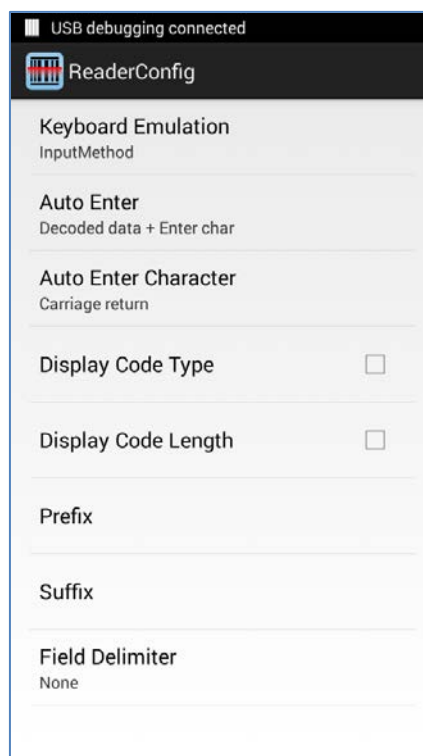 USB debugging connected
ReaderConfig
Keyboard Emulation
InputMethod
Auto Enter
Decoded data + Enter char
Auto Enter Character
Carriage return
Display Code Type
Display Code Length
Prefix
Suffix
Field Delimiter
None